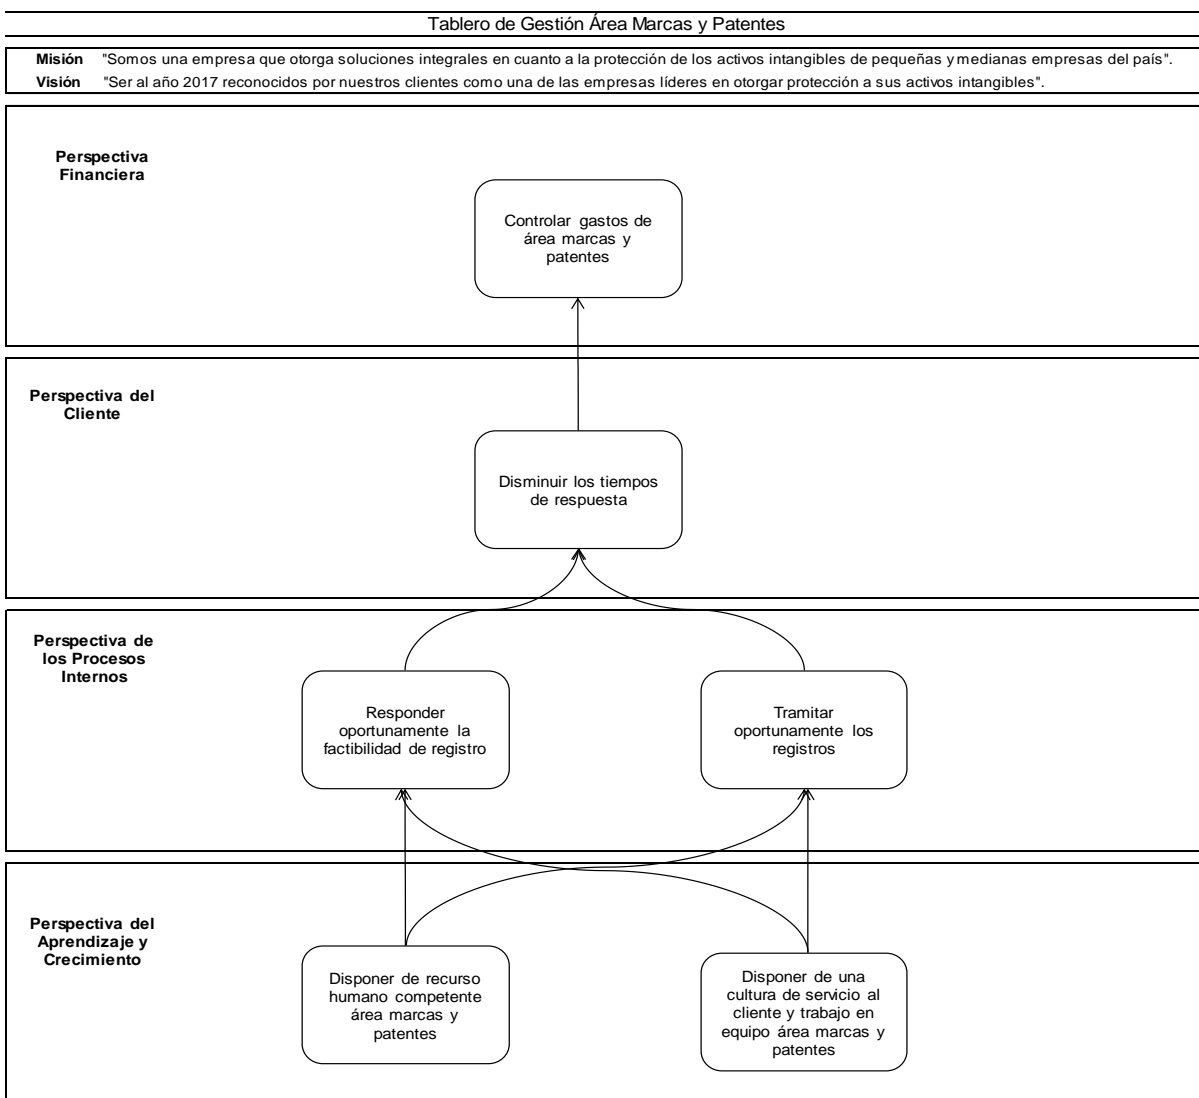 Tablero de Gestión Área Marcas y Patentes
Misión "Somos una empresa que otorga soluciones integrales en cuanto a la protección de los activos intangibles de pequeñas y medianas empresas del país".
Visión "Ser al año 2017 reconocidos por nuestros clientes como una de las empresas líderes en otorgar protección a sus activos intangibles".
Perspectiva
Financiera
Controlar gastos de
área marcas y
patentes
Perspectiva del
Cliente
Disminuir los tiempos
de respuesta
Perspectiva de
los Procesos
Internos
Responder
oportunamente la
factibilidad de registro
Tramitar
oportunamente los
registros
Perspectiva del
Aprendizaje y
Crecimiento
Disponer de recurso
humano competente
área marcas y
patentes
Disponer de una
cultura de servicio al
cliente y trabajo en
equipo área marcas y
patentes